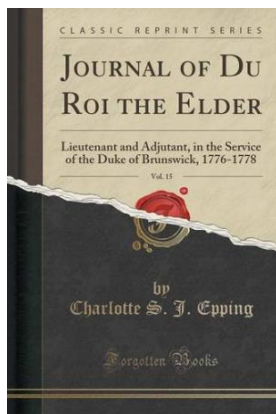 CLASSIC REPRINT SERIES
JOURNAL OF DU
ROI THE ELDER
Lieutenant and Adjutant, in the Service
of the Duke of Brunswick, 1776-1778
Vol. 15
by
Charlotte S. J. Epping
Forgotten Books